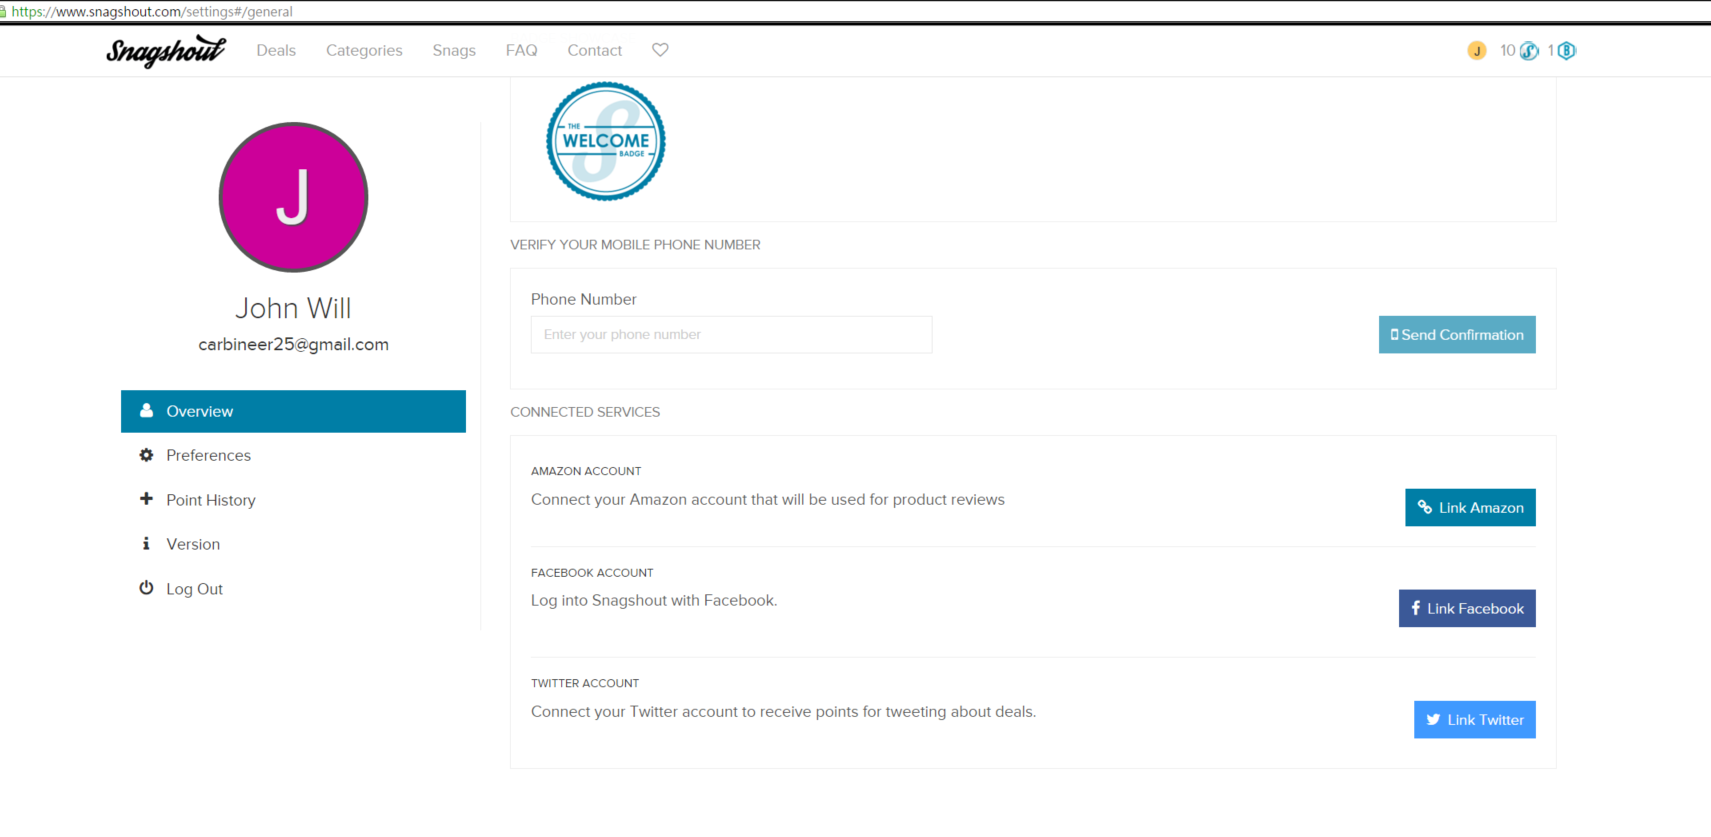 https://www.snagshout.com/settings#/general
Snagshout Deals Categories Snags FAQ Contact J 10 S 1 B
J
John Will
carbineer25@gmail.com
Overview
Preferences
Point History
Version
Log Out
S
THE
WELCOME
BADGE
VERIFY YOUR MOBILE PHONE NUMBER
Phone Number
Enter your phone number
Send Confirmation
CONNECTED SERVICES
AMAZON ACCOUNT
Connect your Amazon account that will be used for product reviews
Link Amazon
FACEBOOK ACCOUNT
Log into Snagshout with Facebook.
Link Facebook
TWITTER ACCOUNT
Connect your Twitter account to receive points for tweeting about deals.
Link Twitter